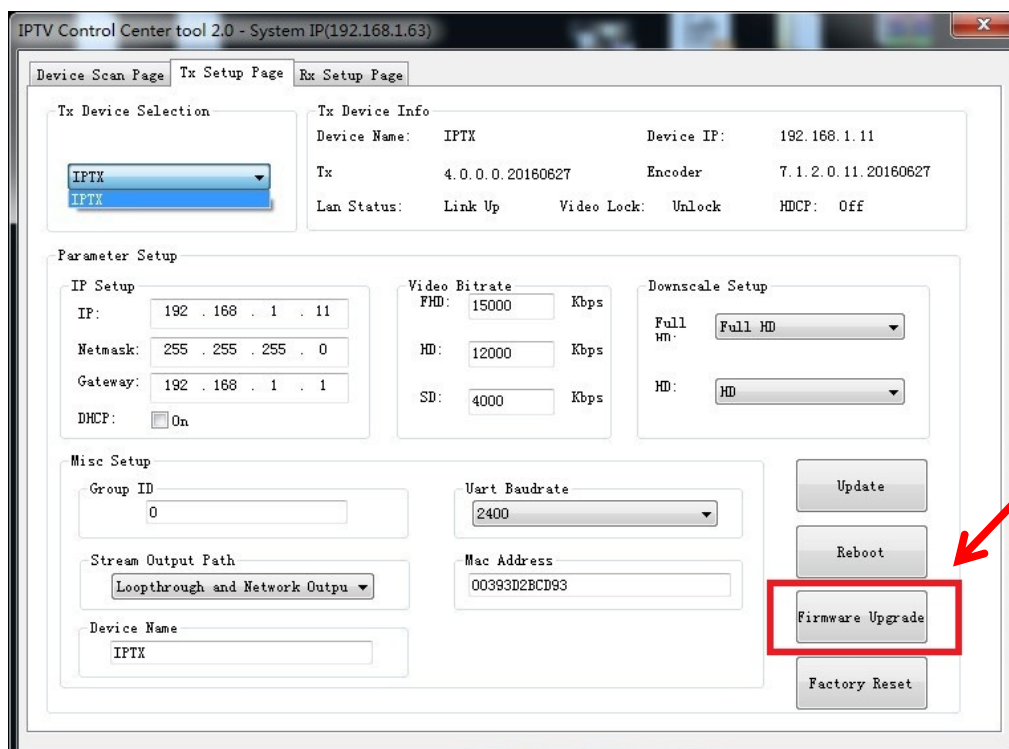 IPTV Control Center tool 2.0 - System IP(192.168.1.63)
Device Scan Page Tx Setup Page Rx Setup Page
Tx Device Selection
IPTX
IPTX
Tx Device Info
Device Name: IPTX Device IP: 192.168.1.11
Tx 4.0.0.0.20160627 Encoder 7.1.2.0.11.20160627
Lan Status: Link Up Video Lock: Unlock HDCP: Off
Parameter Setup
IP Setup
IP: 192 . 168 . 1 . 11
Netmask: 255 . 255 . 255 . 0
Gateway: 192 . 168 . 1 . 1
DHCP: On
Video Bitrate
FHD: 15000 Kbps
HD: 12000 Kbps
SD: 4000 Kbps
Downscale Setup
Full
HD: Full HD
HD: HD
Misc Setup
Group ID
0
Uart Baudrate
2400
Stream Output Path
Loopthrough and Network Outpu
Mac Address
00393D2BCD93
Device Name
IPTX
Update
Reboot
Firmware Upgrade
Factory Reset